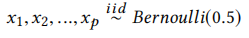 x₁, x₂, ..., xₚ iid ~ Bernoulli(0.5)